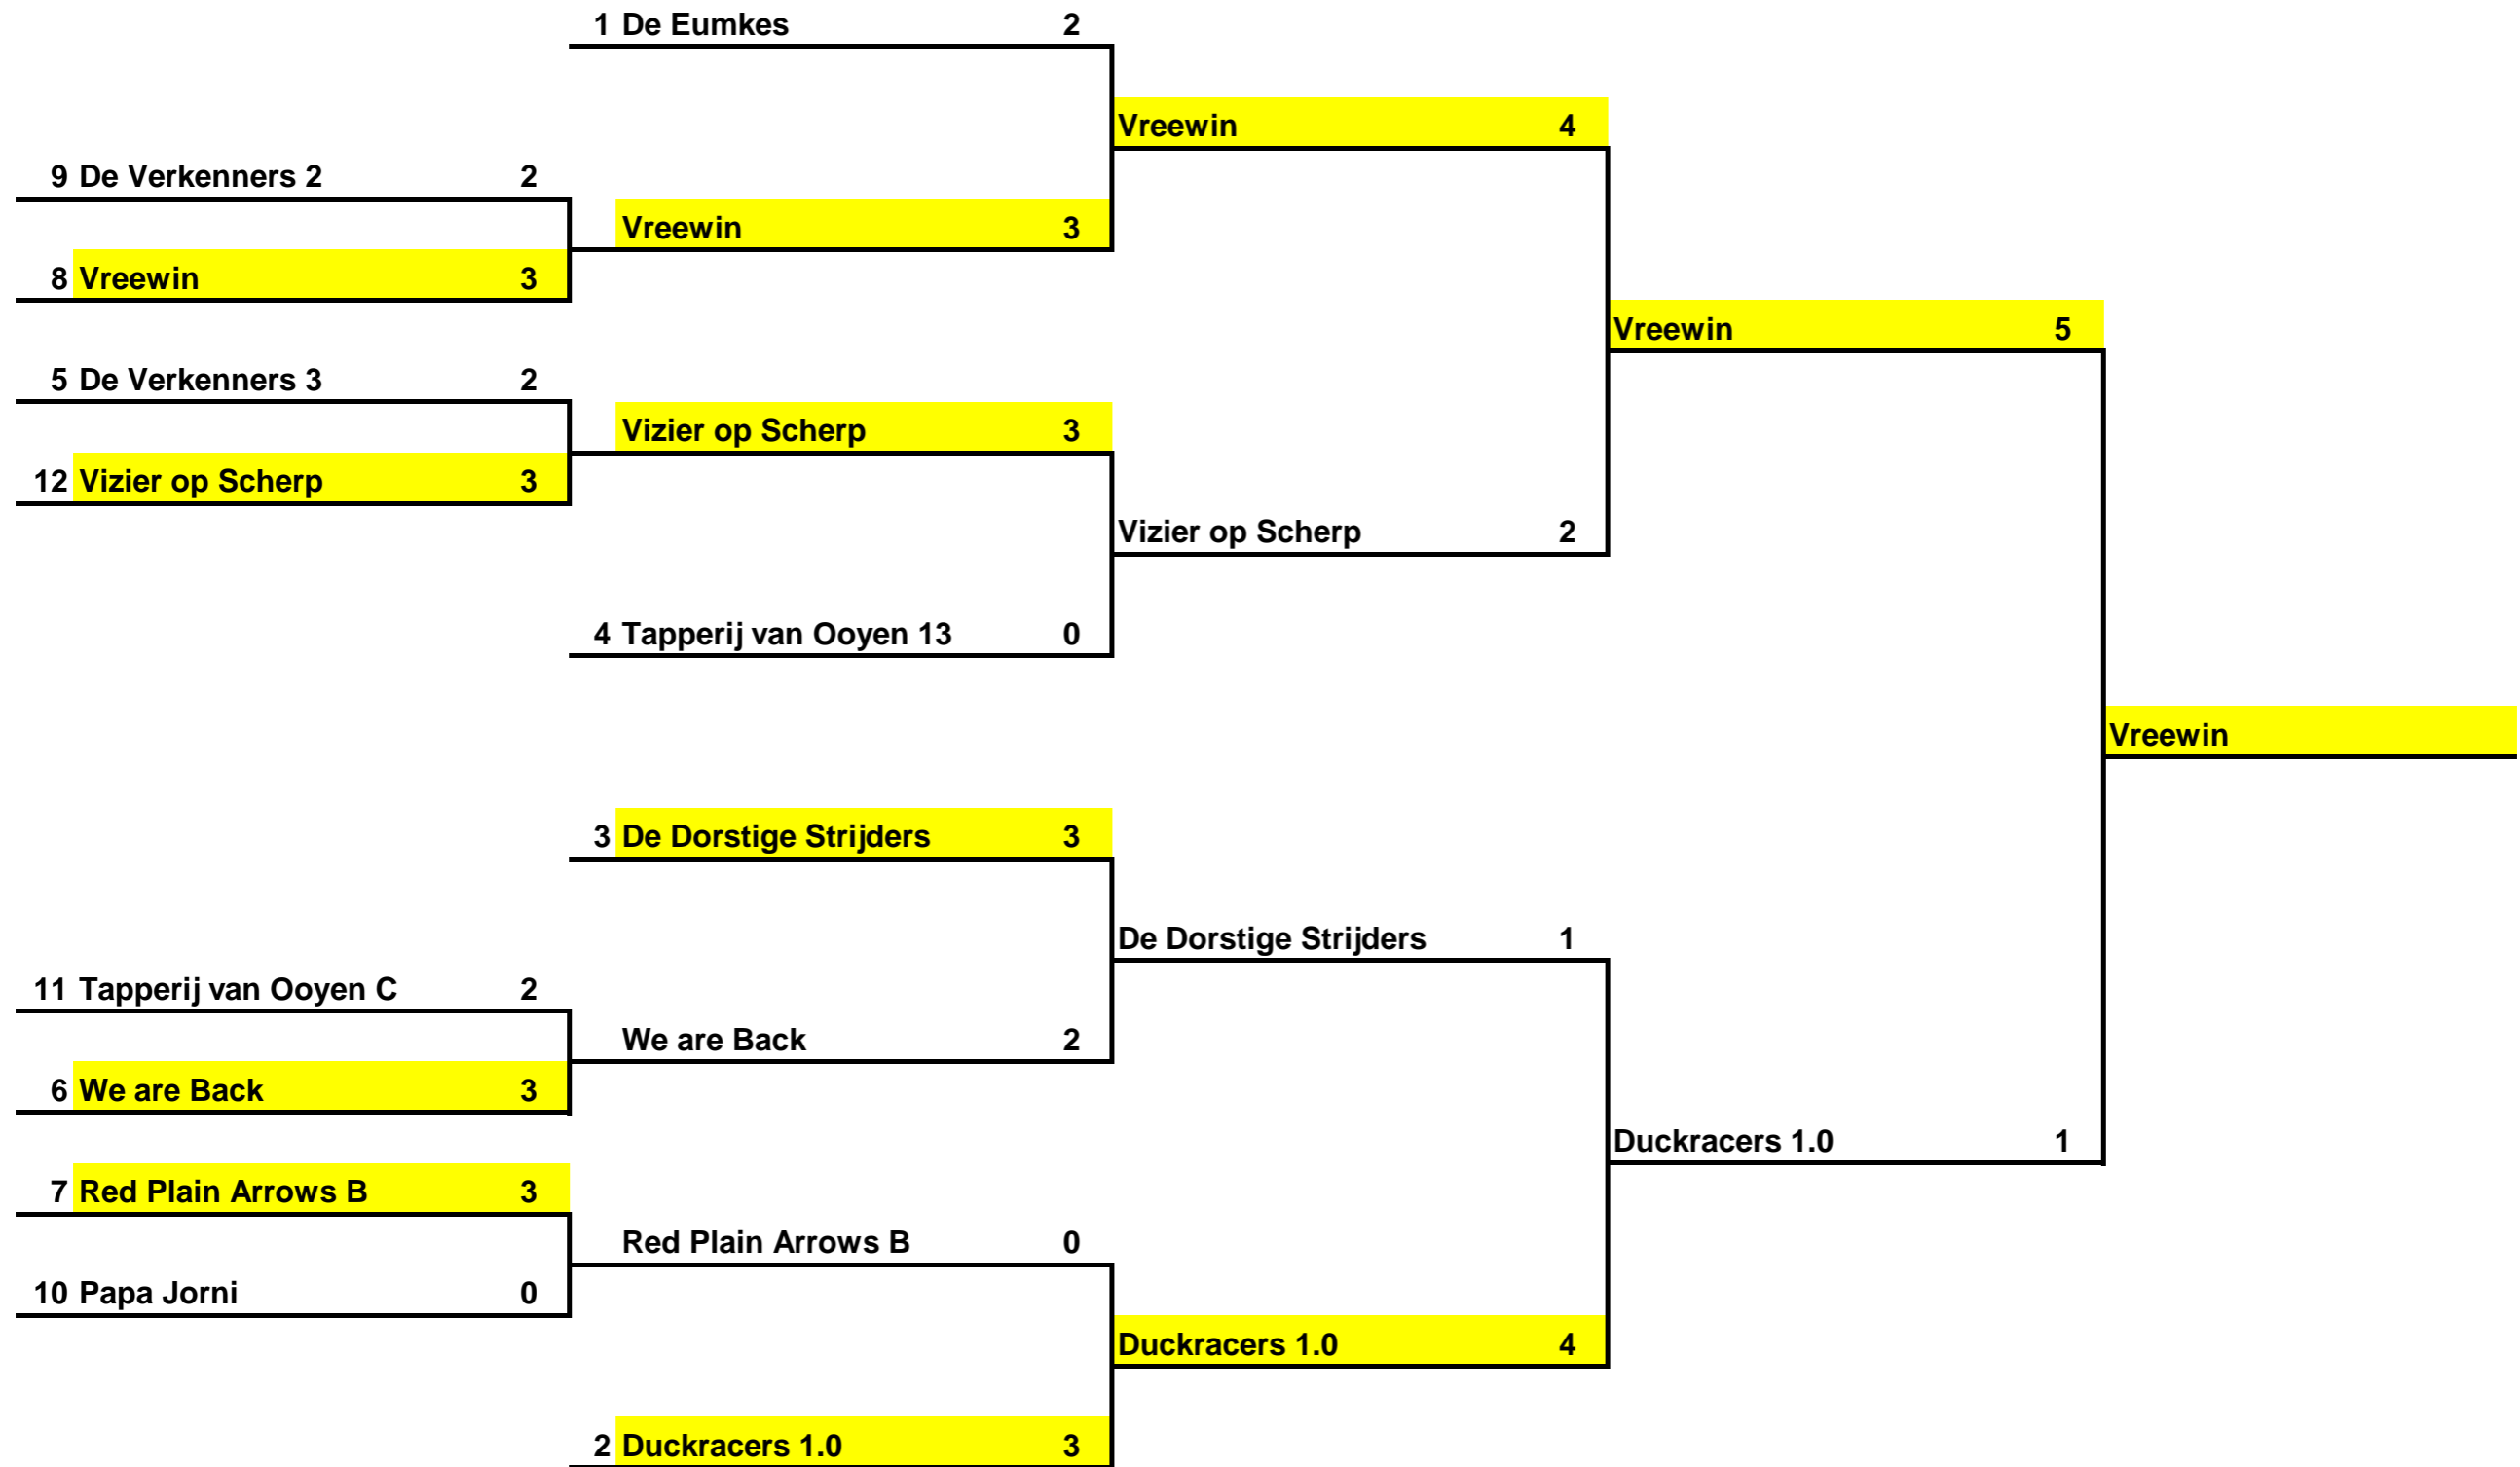 1 De Eumkes 2
Vreewin 4
9 De Verkenners 2 2
Vreewin 3
8 Vreewin 3
Vreewin 5
5 De Verkenners 3 2
Vizier op Scherp 3
12 Vizier op Scherp 3
Vizier op Scherp 2
4 Tapperij van Ooyen 13 0
Vreewin
3 De Dorstige Strijders 3
De Dorstige Strijders 1
11 Tapperij van Ooyen C 2
We are Back 2
6 We are Back 3
Duckracers 1.0 1
7 Red Plain Arrows B 3
Red Plain Arrows B 0
10 Papa Jorni 0
Duckracers 1.0 4
2 Duckracers 1.0 3